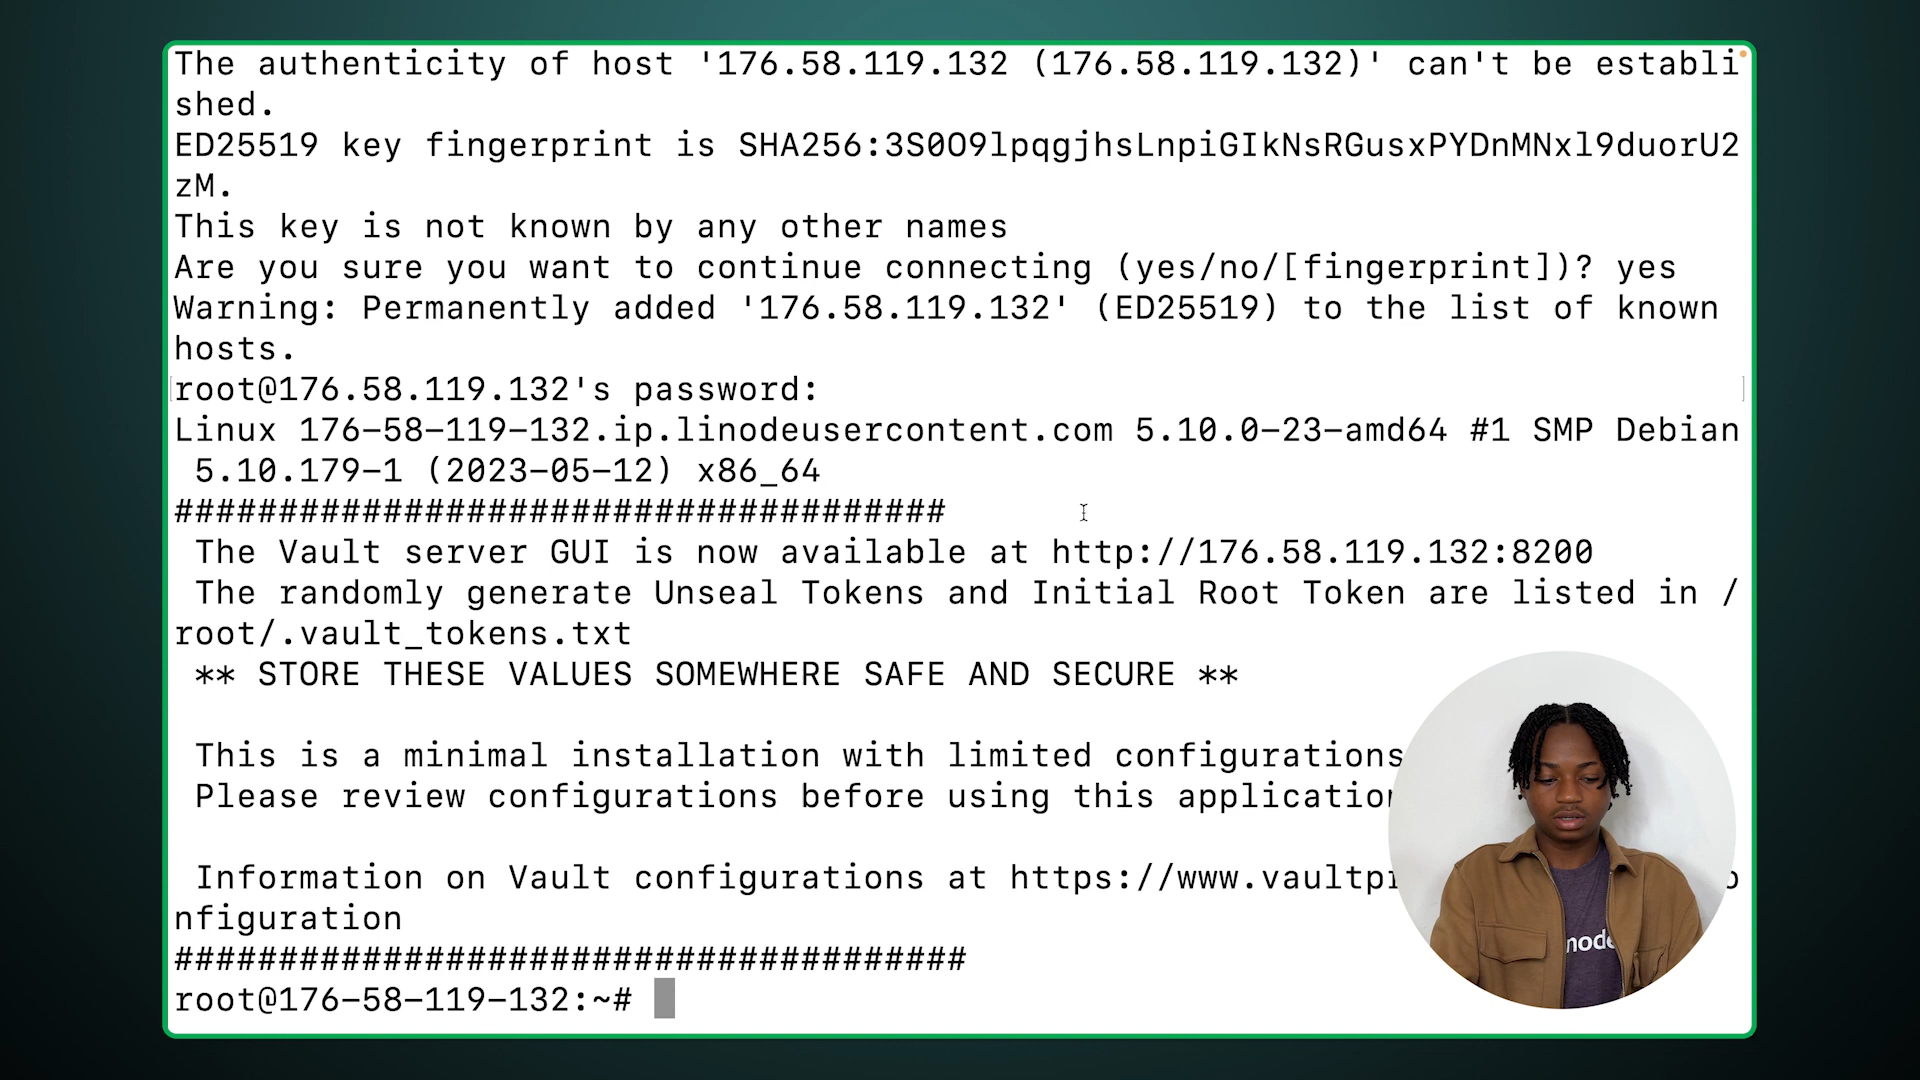 The authenticity of host '176.58.119.132 (176.58.119.132)' can't be establi
shed.
ED25519 key fingerprint is SHA256:3S0O9lpqgjhsLnpiGIkNsRGusxPYDnMNxl9duorU2
zM.
This key is not known by any other names
Are you sure you want to continue connecting (yes/no/[fingerprint])? yes
Warning: Permanently added '176.58.119.132' (ED25519) to the list of known
hosts.
root@176.58.119.132's password:
Linux 176-58-119-132.ip.linodeusercontent.com 5.10.0-23-amd64 #1 SMP Debian
5.10.179-1 (2023-05-12) x86_64
#####################################
The Vault server GUI is now available at http://176.58.119.132:8200
The randomly generate Unseal Tokens and Initial Root Token are listed in /
root/.vault_tokens.txt
** STORE THESE VALUES SOMEWHERE SAFE AND SECURE **
This is a minimal installation with limited configurations
Please review configurations before using this application
Information on Vault configurations at https://www.vaultp
nfiguration
######################################
root@176-58-119-132:~#
node